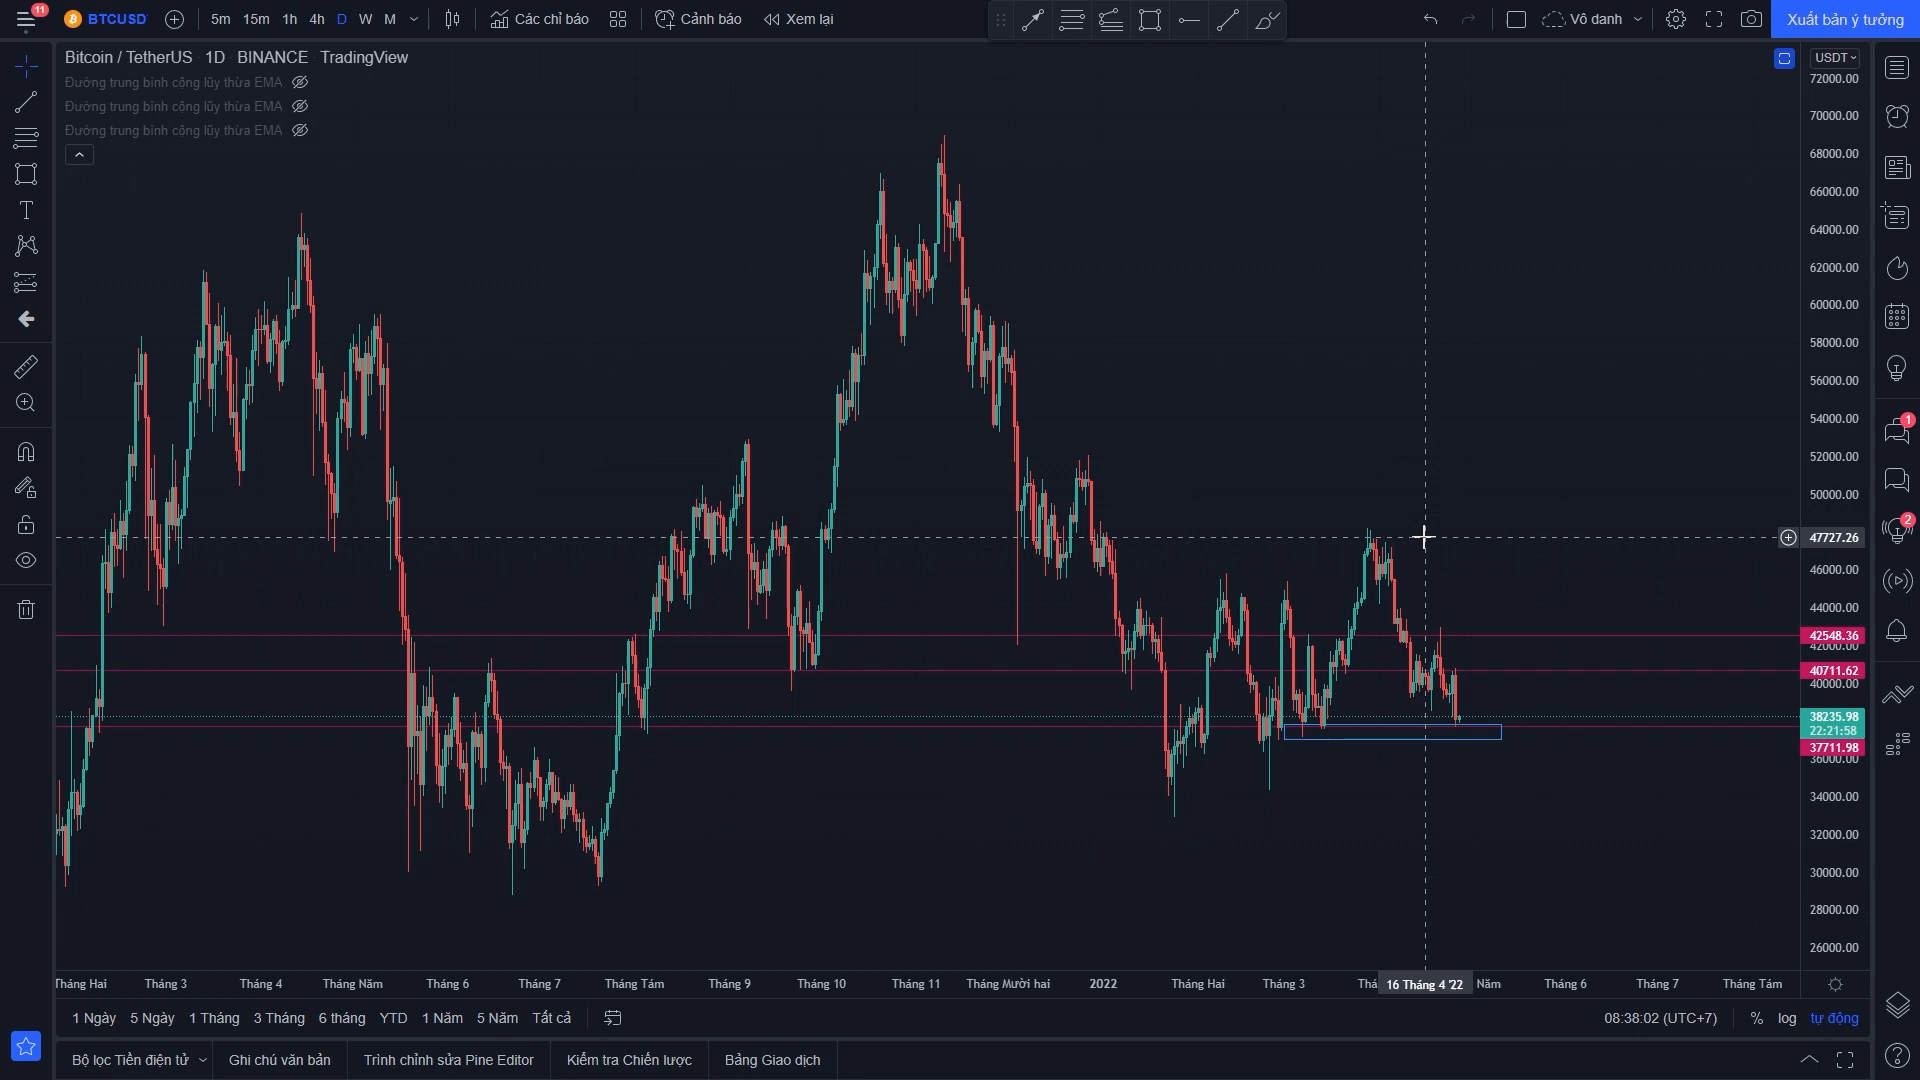 11
BTCUSD
5m 15m 1h 4h D W M
Các chỉ báo
Cảnh báo
Xem lại
Vô danh
Xuất bản ý tưởng
Bitcoin / TetherUS 1D BINANCE TradingView
Đường trung bình cộng lũy thừa EMA
Đường trung bình cộng lũy thừa EMA
Đường trung bình cộng lũy thừa EMA
USDT
72000.00
70000.00
68000.00
66000.00
64000.00
62000.00
60000.00
58000.00
56000.00
54000.00
52000.00
50000.00
47727.26
46000.00
44000.00
42548.36
42000.00
40711.62
40000.00
38235.98
22:21:58
37711.98
36000.00
34000.00
32000.00
30000.00
28000.00
26000.00
1
2
Tháng Hai Tháng 3 Tháng 4 Tháng Năm Tháng 6 Tháng 7 Tháng Tám Tháng 9 Tháng 10 Tháng 11 Tháng Mười hai 2022 Tháng Hai Tháng 3 Thá 16 Tháng 4 '22 Năm Tháng 6 Tháng 7 Tháng Tám
1 Ngày 5 Ngày 1 Tháng 3 Tháng 6 tháng YTD 1 Năm 5 Năm Tất cả
08:38:02 (UTC+7) % log tự động
Bộ lọc Tiền điện tử Ghi chú văn bản Trình chỉnh sửa Pine Editor Kiểm tra Chiến lược Bảng Giao dịch